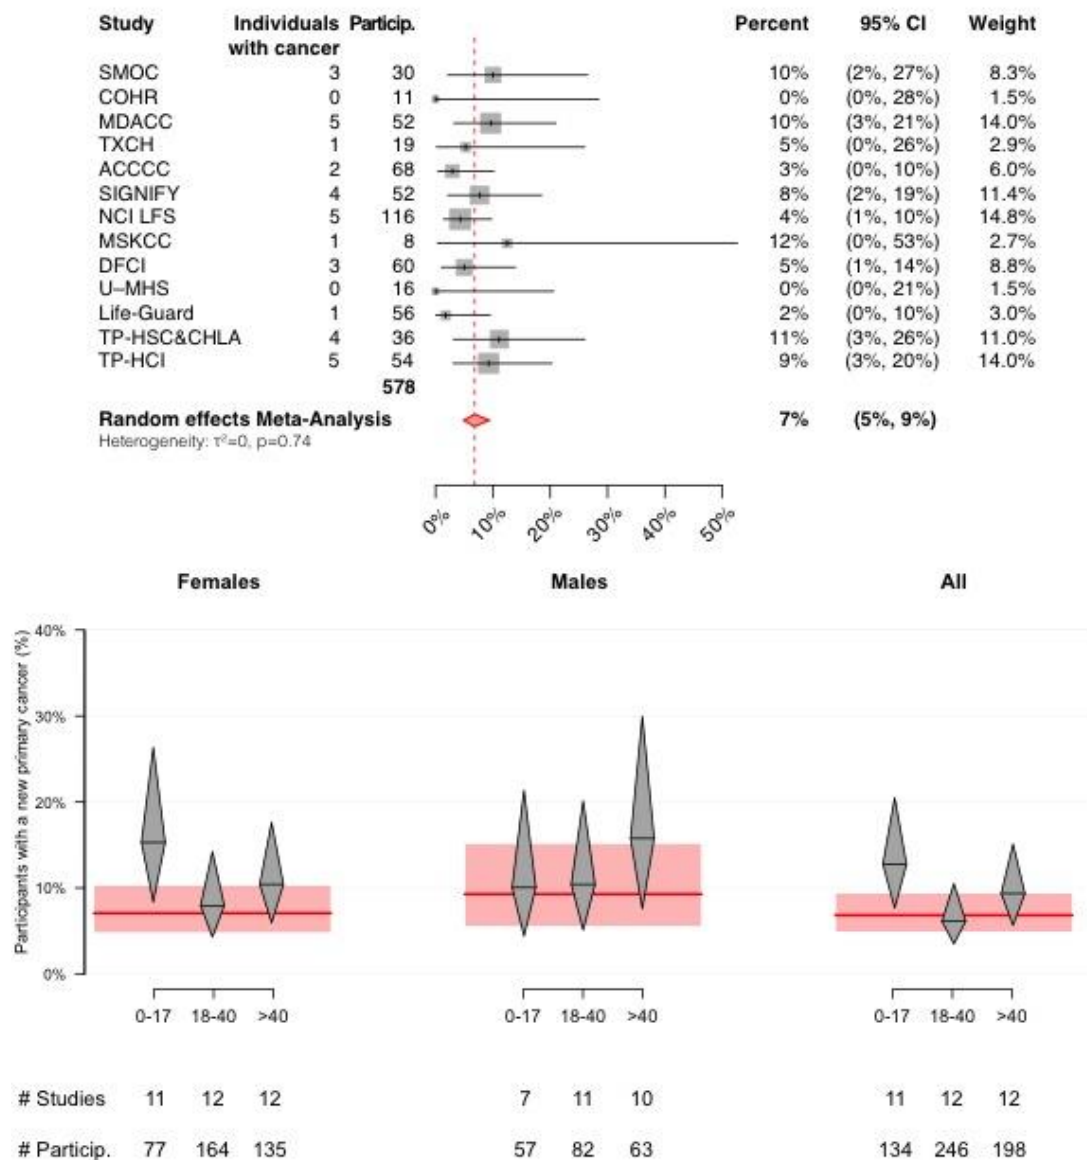 Study Individuals Particip. Percent 95% CI Weight
with cancer
SMOC 3 30 10% (2%, 27%) 8.3%
COHR 0 11 0% (0%, 28%) 1.5%
MDACC 5 52 10% (3%, 21%) 14.0%
TXCH 1 19 5% (0%, 26%) 2.9%
ACCCC 2 68 3% (0%, 10%) 6.0%
SIGNIFY 4 52 8% (2%, 19%) 11.4%
NCI LFS 5 116 4% (1%, 10%) 14.8%
MSKCC 1 8 12% (0%, 53%) 2.7%
DFCI 3 60 5% (1%, 14%) 8.8%
U–MHS 0 16 0% (0%, 21%) 1.5%
Life-Guard 1 56 2% (0%, 10%) 3.0%
TP-HSC&CHLA 4 36 11% (3%, 26%) 11.0%
TP-HCI 5 54 9% (3%, 20%) 14.0%
578
Random effects Meta-Analysis 7% (5%, 9%)
Heterogeneity: τ²=0, p=0.74
0% 10% 20% 30% 40% 50%
Females Males All
Participants with a new primary cancer (%)
40%
30%
20%
10%
0%
0-17 18-40 >40 0-17 18-40 >40 0-17 18-40 >40
# Studies 11 12 12 7 11 10 11 12 12
# Particip. 77 164 135 57 82 63 134 246 198